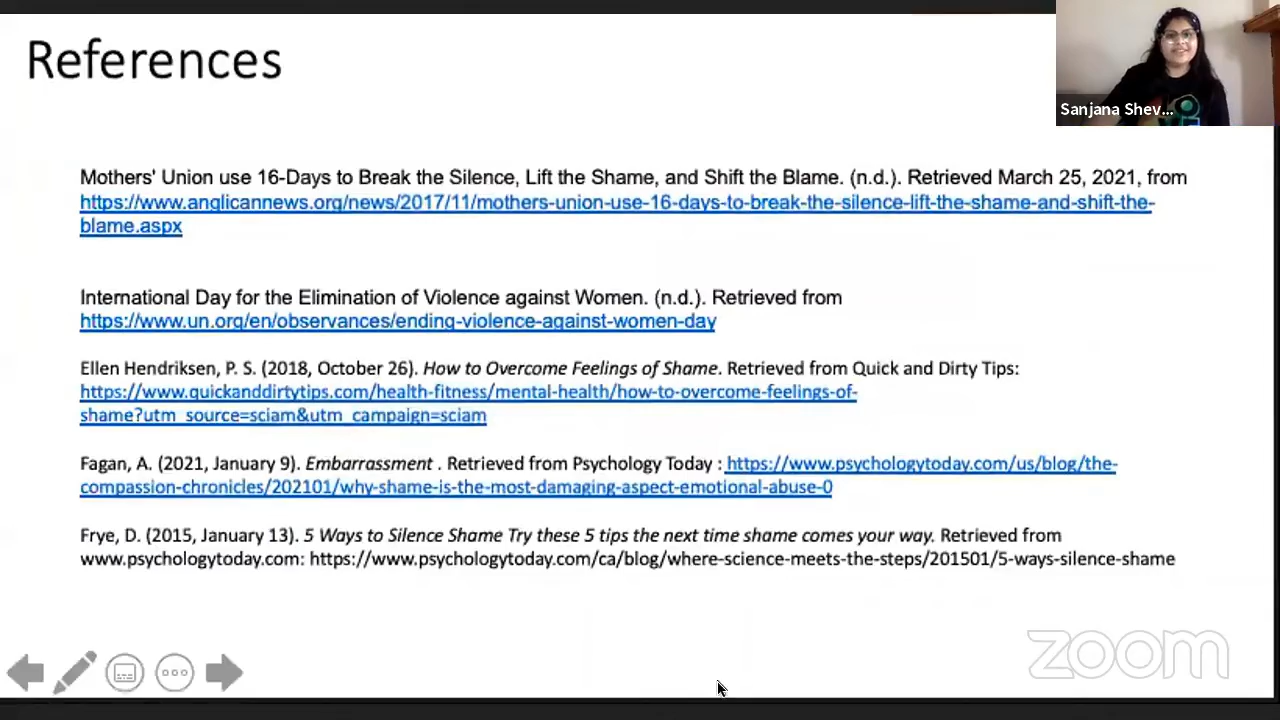 References
Sanjana Shev...
Mothers' Union use 16-Days to Break the Silence, Lift the Shame, and Shift the Blame. (n.d.). Retrieved March 25, 2021, from
https://www.anglicannews.org/news/2017/11/mothers-union-use-16-days-to-break-the-silence-lift-the-shame-and-shift-the-
blame.aspx
International Day for the Elimination of Violence against Women. (n.d.). Retrieved from
https://www.un.org/en/observances/ending-violence-against-women-day
Ellen Hendriksen, P. S. (2018, October 26). How to Overcome Feelings of Shame. Retrieved from Quick and Dirty Tips:
https://www.quickanddirtytips.com/health-fitness/mental-health/how-to-overcome-feelings-of-
shame?utm_source=sciam&utm_campaign=sciam
Fagan, A. (2021, January 9). Embarrassment . Retrieved from Psychology Today : https://www.psychologytoday.com/us/blog/the-
compassion-chronicles/202101/why-shame-is-the-most-damaging-aspect-emotional-abuse-0
Frye, D. (2015, January 13). 5 Ways to Silence Shame Try these 5 tips the next time shame comes your way. Retrieved from
www.psychologytoday.com: https://www.psychologytoday.com/ca/blog/where-science-meets-the-steps/201501/5-ways-silence-shame
zoom